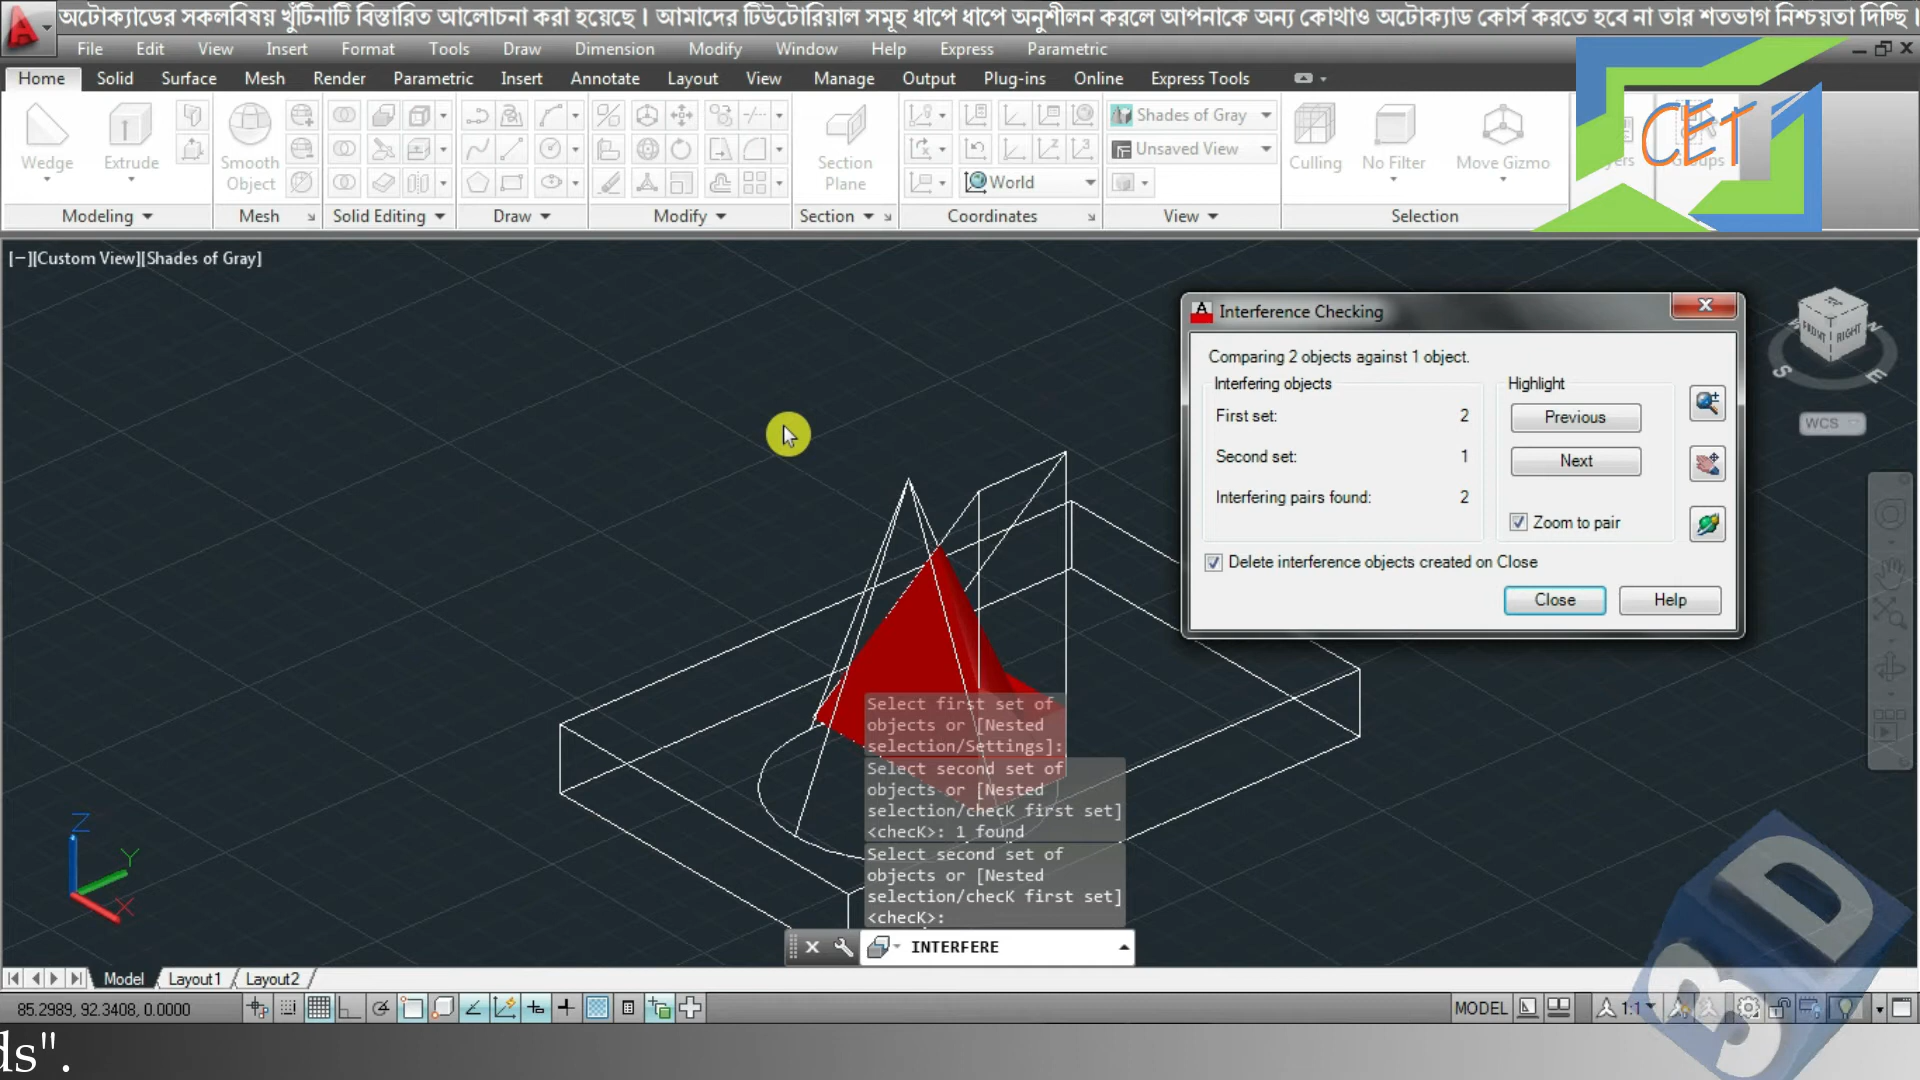 অটোক্যাডের সকলবিষয় খুঁটিনাটি বিস্তারিত আলোচনা করা হয়েছে। আমাদের টিউটোরিয়াল সমূহ ধাপে ধাপে অনুশীলন করলে আপনাকে অন্য কোথাও অটোক্যাড কোর্স করতে হবে না তার শতভাগ নিশ্চয়তা দিচ্ছি।
File Edit View Insert Format Tools Draw Dimension Modify Window Help Express Parametric
Home Solid Surface Mesh Render Parametric Insert Annotate Layout View Manage Output Plug-ins Online Express Tools
CET
Shades of Gray
Unsaved View
World
Wedge Extrude Smooth Object Section Plane Culling No Filter Move Gizmo Groups
Modeling Mesh Solid Editing Draw Modify Section Coordinates View Selection
[−][Custom View][Shades of Gray]
Interference Checking
Comparing 2 objects against 1 object.
Interfering objects Highlight
First set: 2 Previous
Second set: 1 Next
Interfering pairs found: 2
Zoom to pair
Delete interference objects created on Close
Close Help
FRONT RIGHT
S E
WCS
Select first set of
objects or [Nested
selection/Settings]:
Select second set of
objects or [Nested
selection/checK first set]
<checK>: 1 found
Select second set of
objects or [Nested
selection/checK first set]
<checK>:
INTERFERE
Z
Y
X
Model Layout1 Layout2
85.2989, 92.3408, 0.0000 MODEL 1:1
3D
ds".